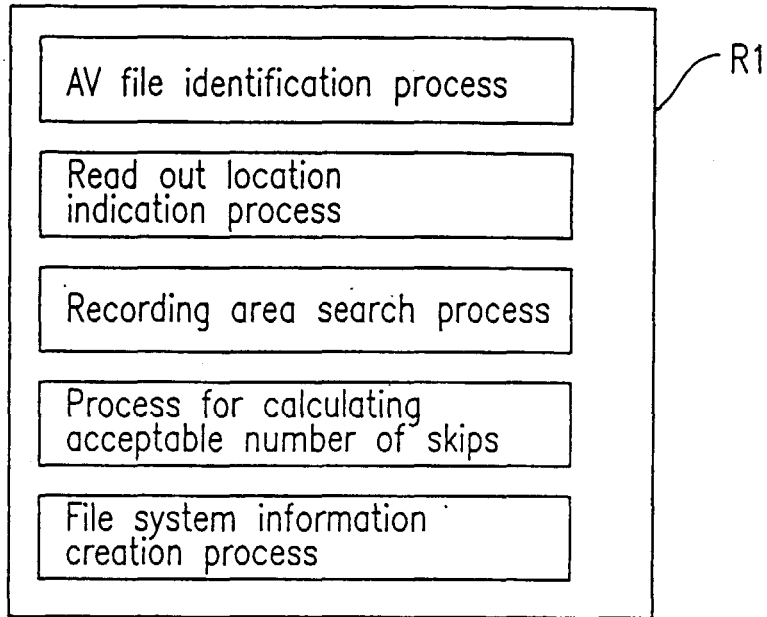 AV file identification process
R1
Read out location
indication process
Recording area search process
Process for calculating
acceptable number of skips
File system information
creation process